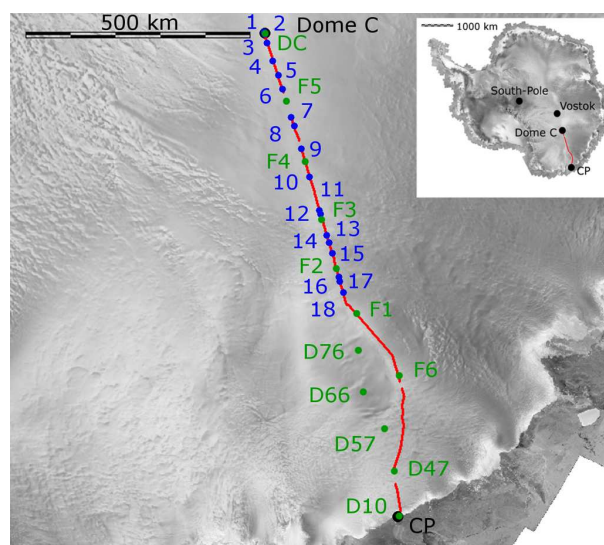 500 km
1 2 Dome C
3 DC
4 5
6 F5
7
8
9
F4
10 11
12 F3
13
14
15
F2
16 17
18
F1
D76
F6
D66
D57
D47
D10
CP
1000 km
South-Pole
Vostok
Dome C
CP